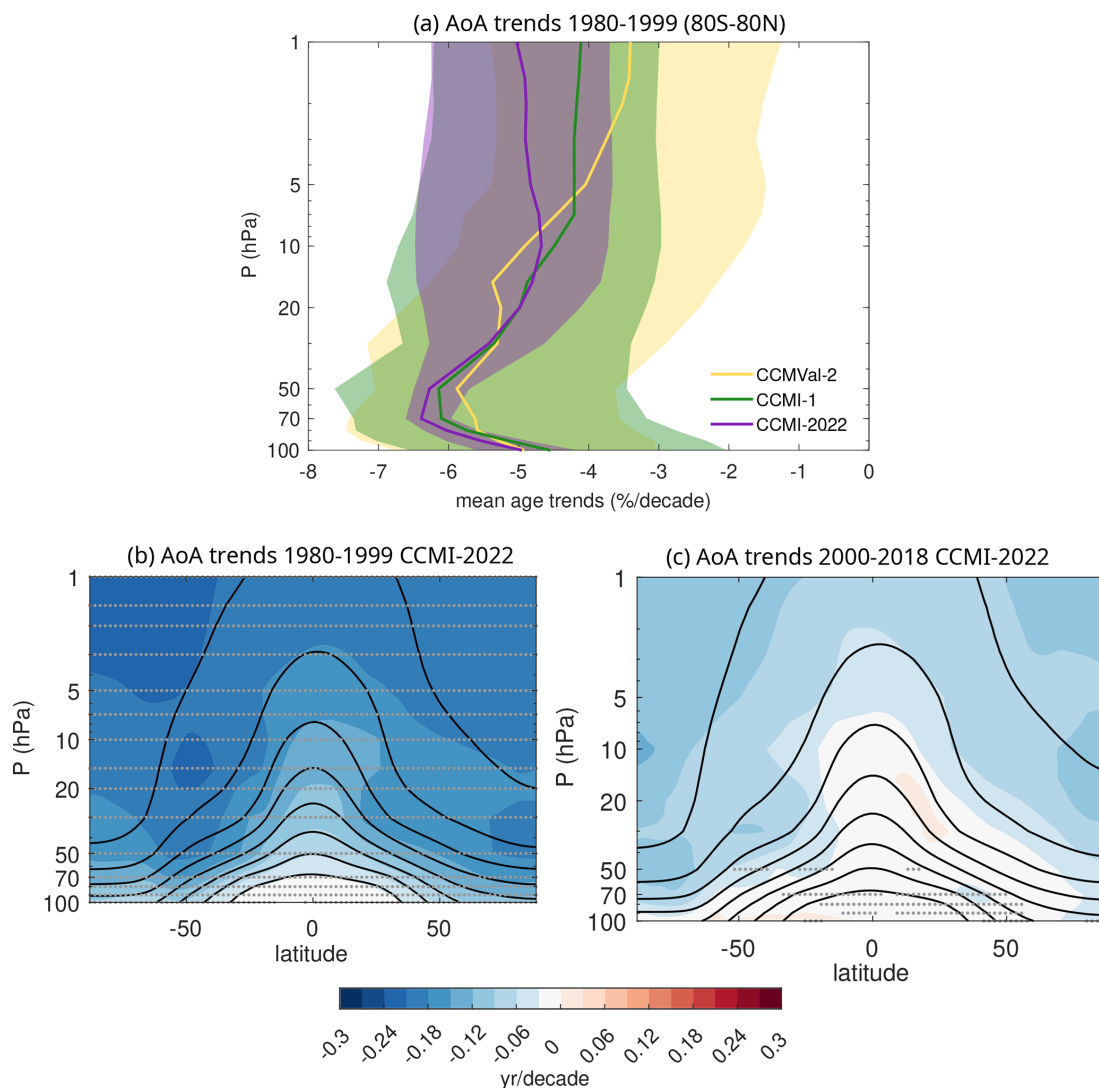 (a) AoA trends 1980-1999 (80S-80N)
1
5
10
20
50
70
100
P (hPa)
CCMVal-2
CCMI-1
CCMI-2022
-8 -7 -6 -5 -4 -3 -2 -1 0
mean age trends (%/decade)
(b) AoA trends 1980-1999 CCMI-2022
1
5
10
20
50
70
100
P (hPa)
-50 0 50
latitude
(c) AoA trends 2000-2018 CCMI-2022
1
5
10
20
50
70
100
P (hPa)
-50 0 50
latitude
-0.3 -0.24 -0.18 -0.12 -0.06 0 0.06 0.12 0.18 0.24 0.3
yr/decade